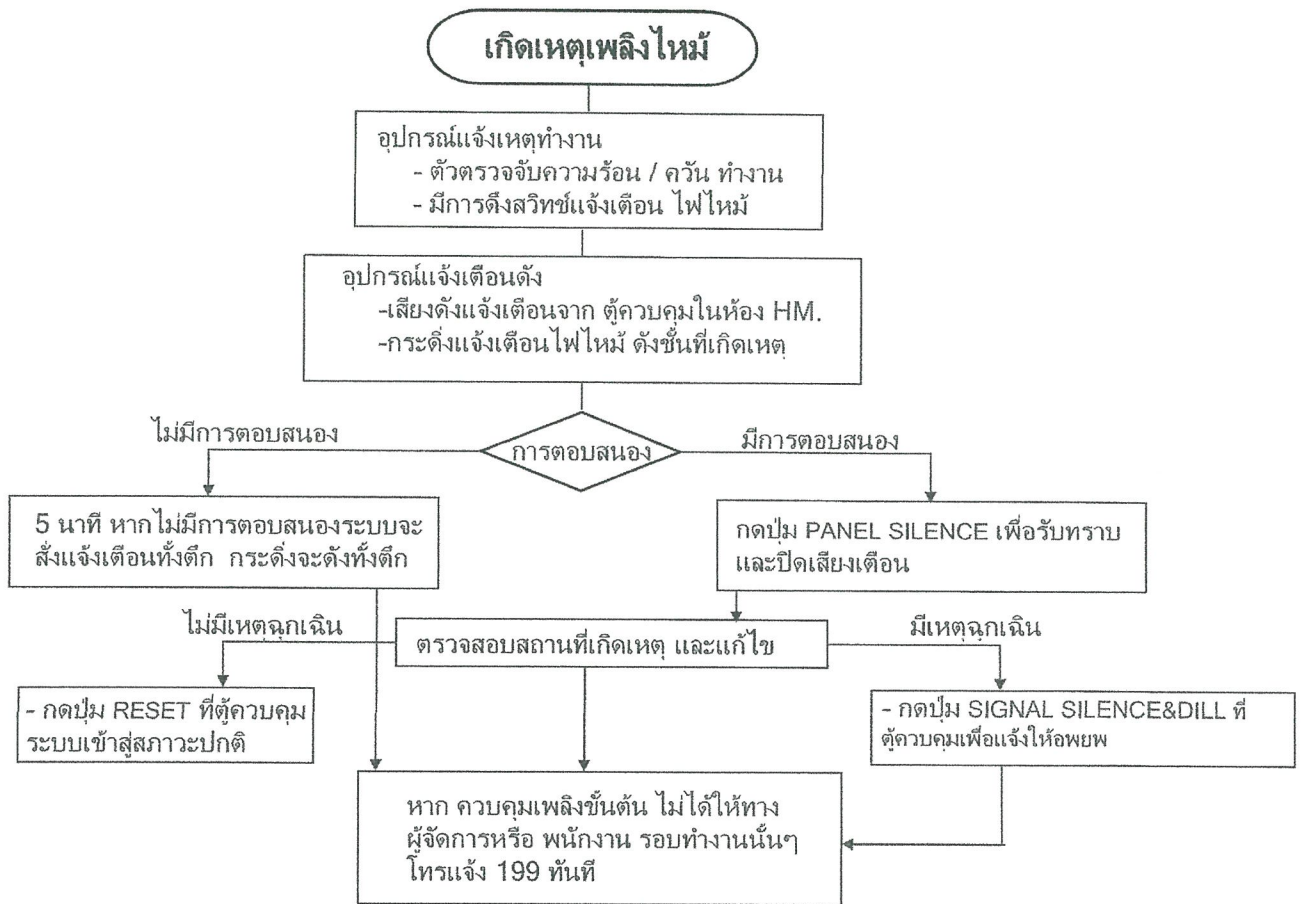 เกิดเหตุเพลิงไหม้
อุปกรณ์แจ้งเหตุทำงาน
- ตัวตรวจจับความร้อน / ควัน ทำงาน
- มีการดึงสวิทช์แจ้งเตือน ไฟไหม้
อุปกรณ์แจ้งเตือนดัง
-เสียงดังแจ้งเตือนจาก ตู้ควบคุมในห้อง HM.
-กระดิ่งแจ้งเตือนไฟไหม้ ดังชั้นที่เกิดเหตุ
ไม่มีการตอบสนอง
การตอบสนอง
มีการตอบสนอง
5 นาที หากไม่มีการตอบสนองระบบจะ
สั่งแจ้งเตือนทั้งตึก กระดิ่งจะดังทั้งตึก
กดปุ่ม PANEL SILENCE เพื่อรับทราบ
และปิดเสียงเตือน
ไม่มีเหตุฉุกเฉิน
ตรวจสอบสถานที่เกิดเหตุ และแก้ไข
มีเหตุฉุกเฉิน
- กดปุ่ม RESET ที่ตู้ควบคุม
ระบบเข้าสู่สภาวะปกติ
- กดปุ่ม SIGNAL SILENCE&DILL ที่
ตู้ควบคุมเพื่อแจ้งให้อพยพ
หาก ควบคุมเพลิงขั้นต้น ไม่ได้ให้ทาง
ผู้จัดการหรือ พนักงาน รอบทำงานนั้นๆ
โทรแจ้ง 199 ทันที